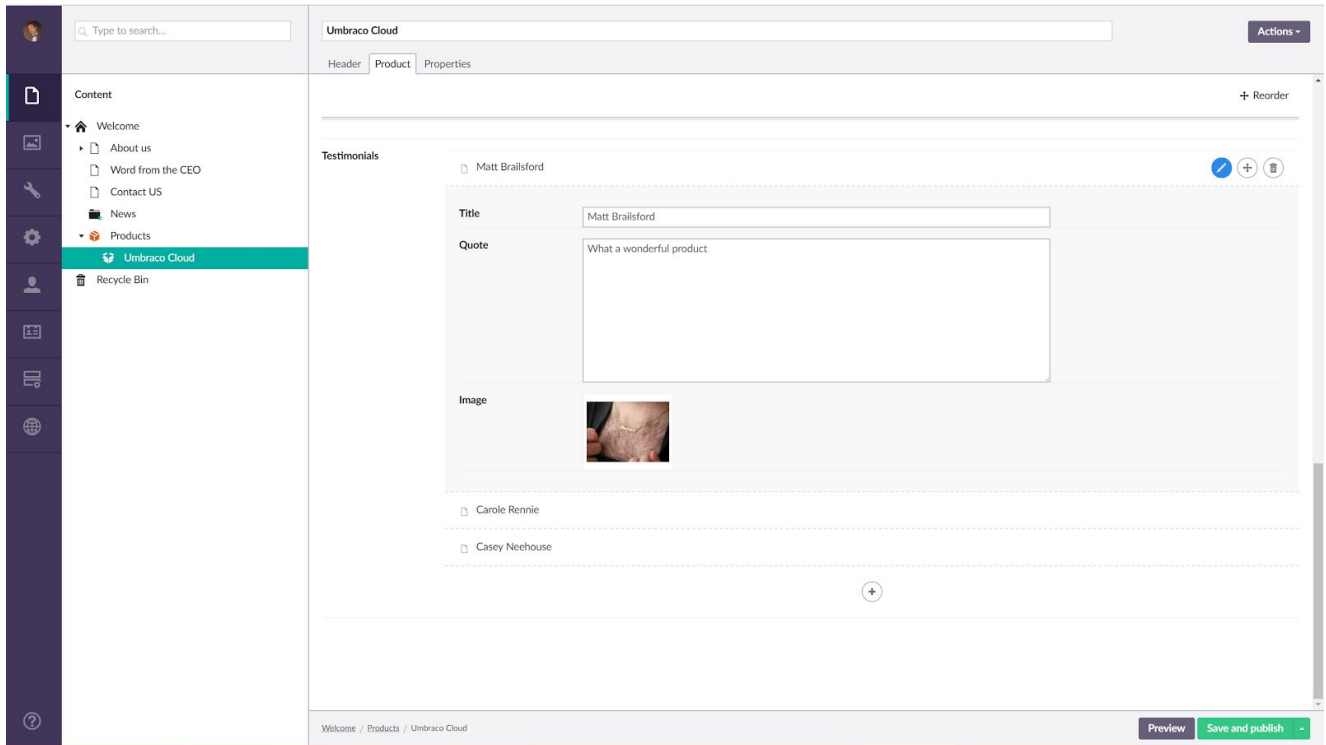 Type to search...
Umbraco Cloud
Actions
Header Product Properties
Content
Reorder
Welcome
About us
Word from the CEO
Contact US
News
Products
Umbraco Cloud
Recycle Bin
Testimonials
Matt Brailsford
Title
Matt Brailsford
Quote
What a wonderful product
Image
Carole Rennie
Casey Neehouse
Welcome / Products / Umbraco Cloud
Preview
Save and publish